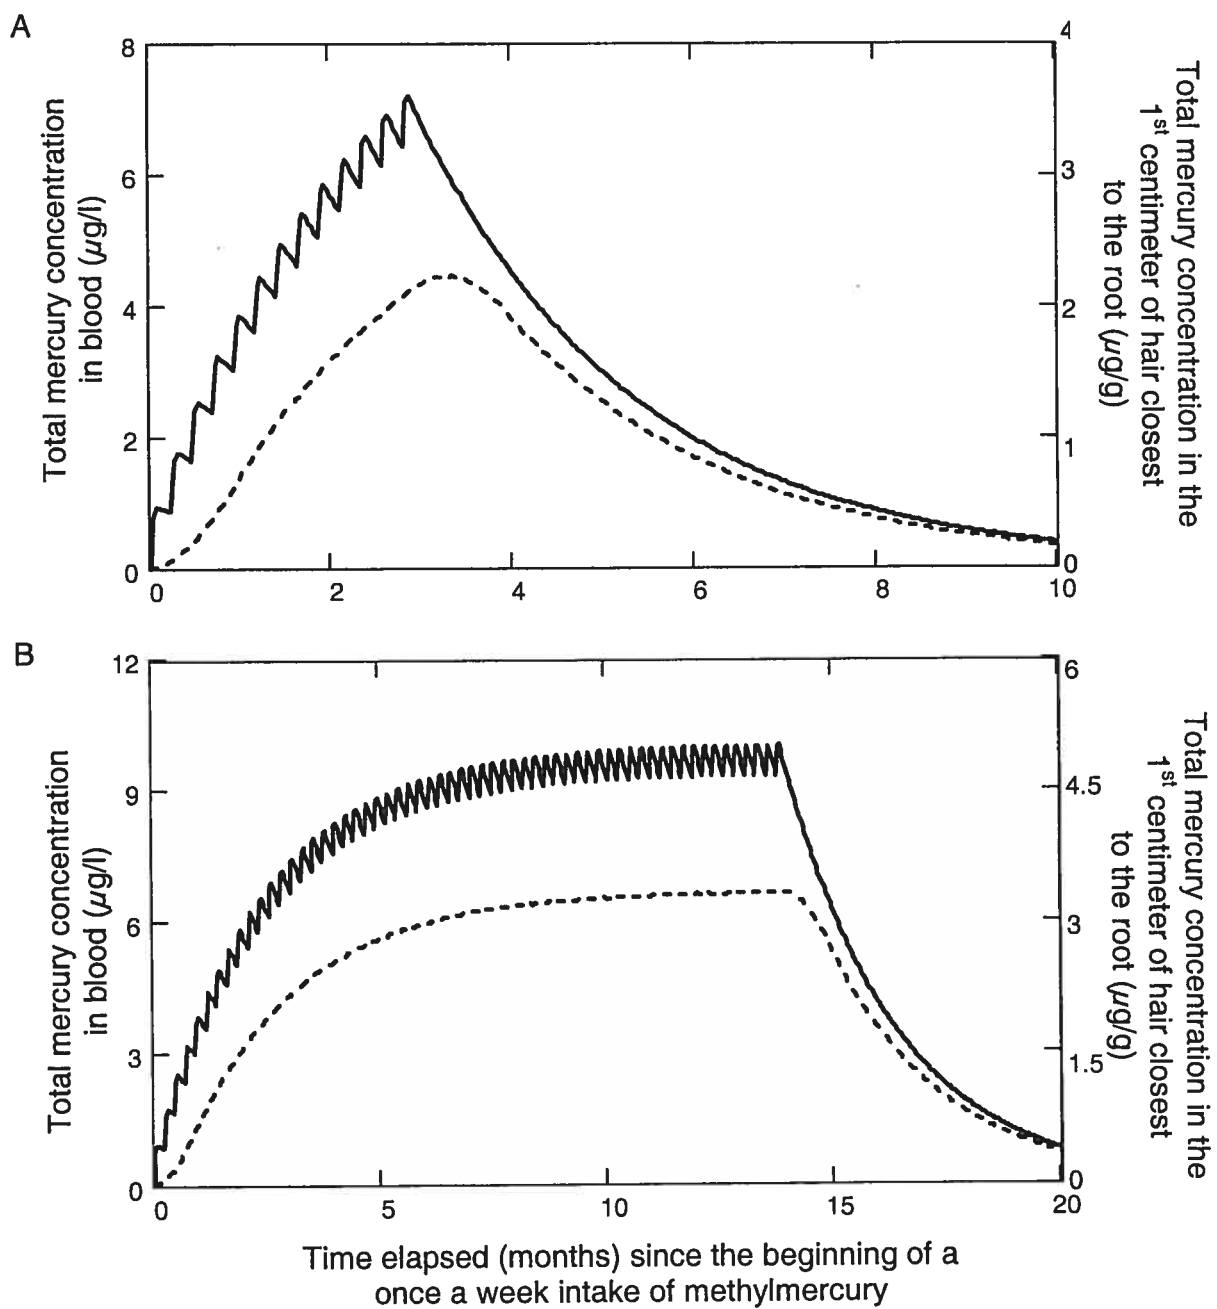 A
8
6
4
2
0
0
2
4
6
8
10
4
3
2
1
0
Total mercury concentration
in blood (μg/l)
Total mercury concentration in the
1st centimeter of hair closest
to the root (μg/g)
B
12
9
6
3
0
0
5
10
15
20
6
4.5
3
1.5
0
Total mercury concentration
in blood (μg/l)
Total mercury concentration in the
1st centimeter of hair closest
to the root (μg/g)
Time elapsed (months) since the beginning of a
once a week intake of methylmercury